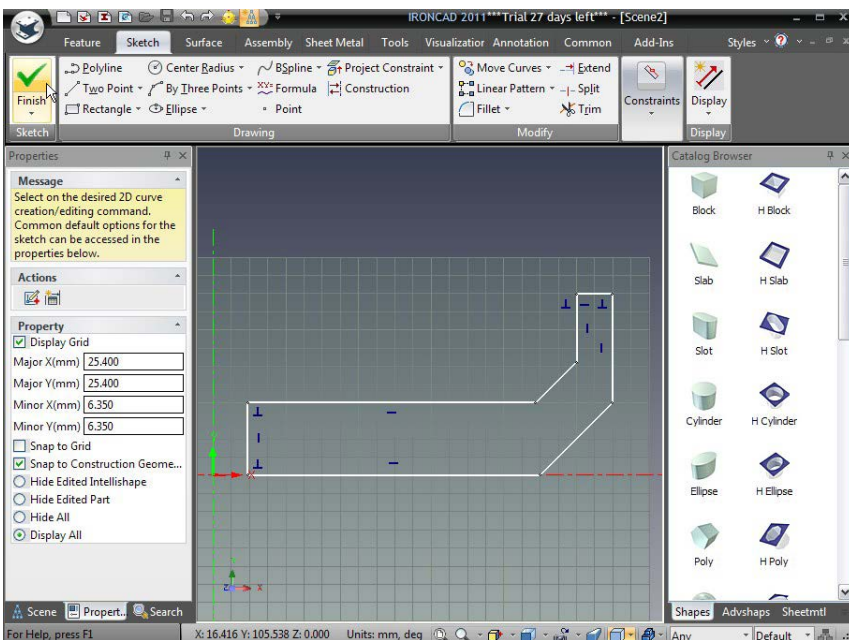 IRONCAD 2011***Trial 27 days left*** - [Scene2]
Feature Sketch Surface Assembly Sheet Metal Tools Visualizatior Annotation Common Add-Ins Styles
Polyline Center Radius BSpline Project Constraint Move Curves Extend
Finish Two Point By Three Points XY= Formula Construction Linear Pattern Split Constraints Display
Rectangle Ellipse Point Fillet Trim
Sketch Drawing Modify Display
Properties
Message
Select on the desired 2D curve
creation/editing command.
Common default options for the
sketch can be accessed in the
properties below.
Actions
Property
Display Grid
Major X(mm) 25.400
Major Y(mm) 25.400
Minor X(mm) 6.350
Minor Y(mm) 6.350
Snap to Grid
Snap to Construction Geome...
Hide Edited Intellishape
Hide Edited Part
Hide All
Display All
Scene Propert.. Search
X
Catalog Browser
Block H Block
Slab H Slab
Slot H Slot
Cylinder H Cylinder
Ellipse H Ellipse
Poly H Poly
Shapes Advshaps Sheetmtl
For Help, press F1 X: 16.416 Y: 105.538 Z: 0.000 Units: mm, deg Any Default